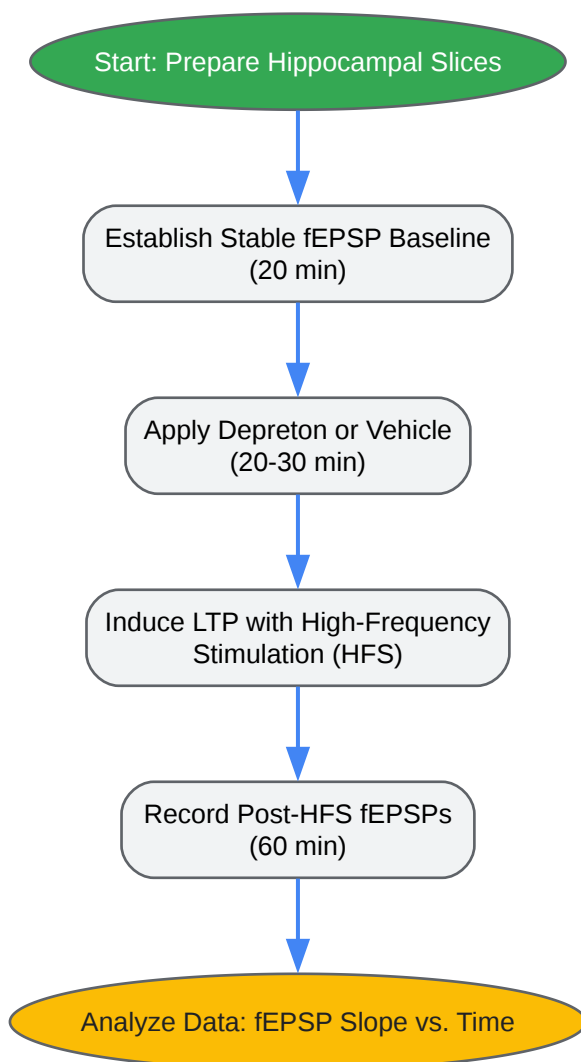 Start: Prepare Hippocampal Slices
Establish Stable fEPSP Baseline
(20 min)
Apply Depreton or Vehicle
(20-30 min)
Induce LTP with High-Frequency
Stimulation (HFS)
Record Post-HFS fEPSPs
(60 min)
Analyze Data: fEPSP Slope vs. Time